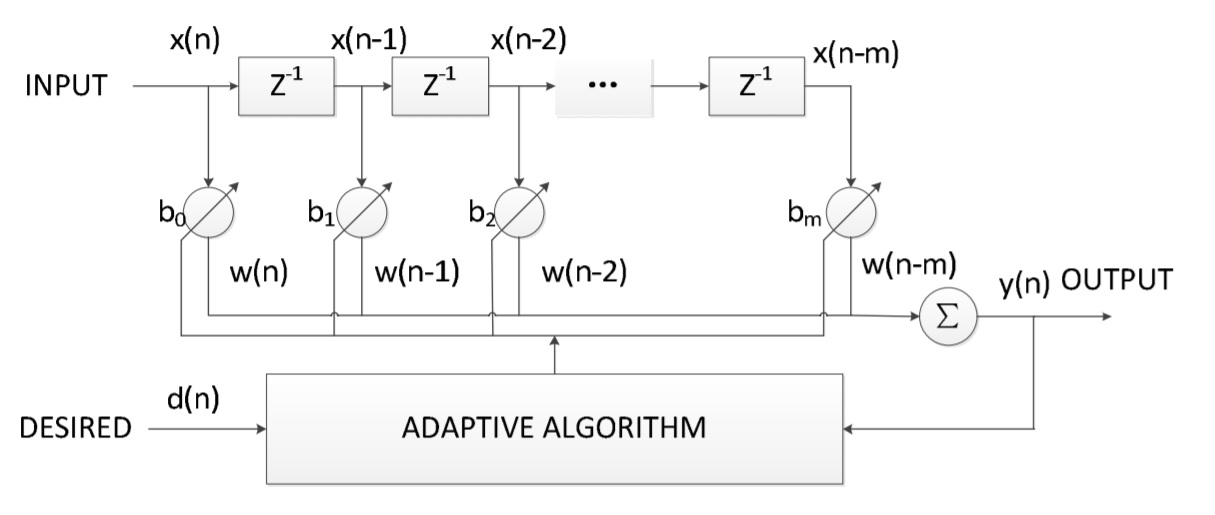 x(n) x(n-1) x(n-2) x(n-m)
INPUT Z-1 Z-1 ... Z-1
b0 b1 b2 bm
w(n) w(n-1) w(n-2) w(n-m)
Σ y(n) OUTPUT
d(n)
DESIRED ADAPTIVE ALGORITHM